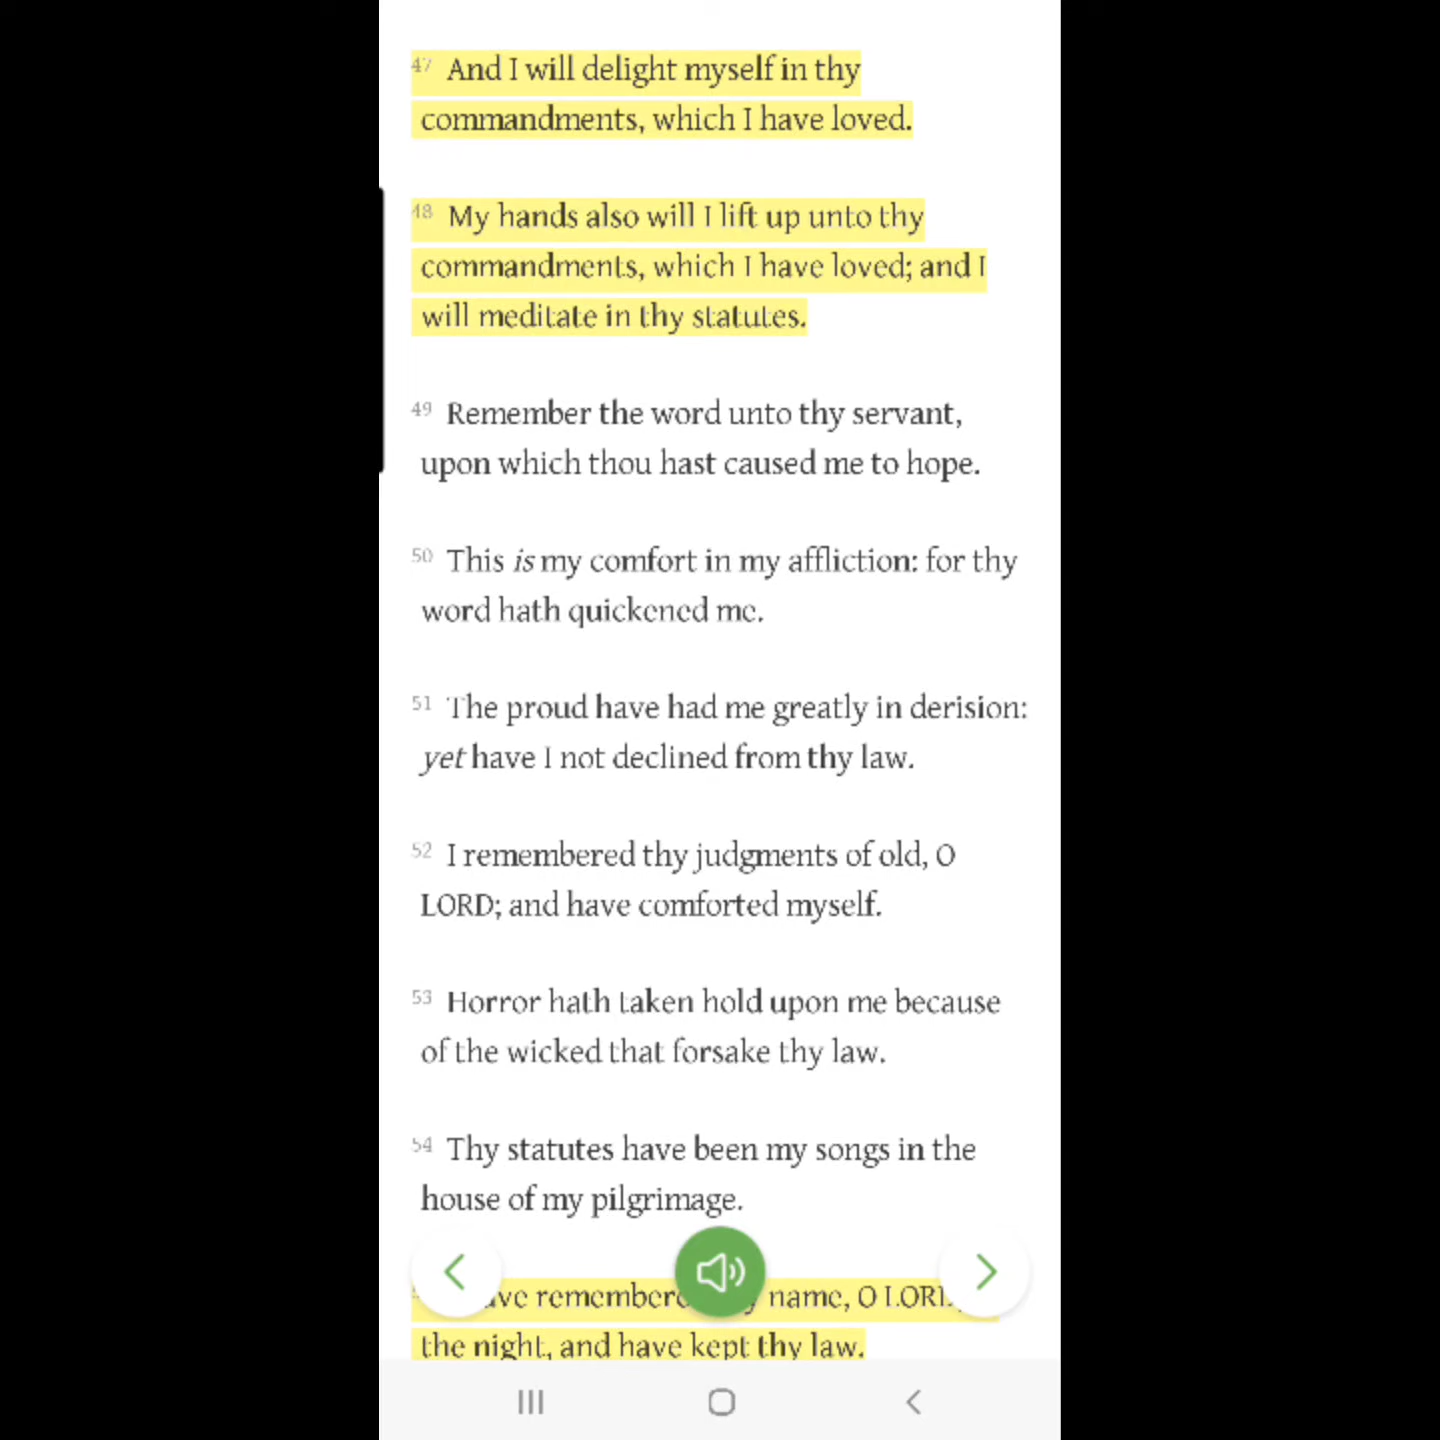 47 And I will delight myself in thy
commandments, which I have loved.
48 My hands also will I lift up unto thy
commandments, which I have loved; and I
will meditate in thy statutes.
49 Remember the word unto thy servant,
upon which thou hast caused me to hope.
50 This is my comfort in my affliction: for thy
word hath quickened me.
51 The proud have had me greatly in derision:
yet have I not declined from thy law.
52 I remembered thy judgments of old, O
LORD; and have comforted myself.
53 Horror hath taken hold upon me because
of the wicked that forsake thy law.
54 Thy statutes have been my songs in the
house of my pilgrimage.
name, O
the night, and have kept thy law.